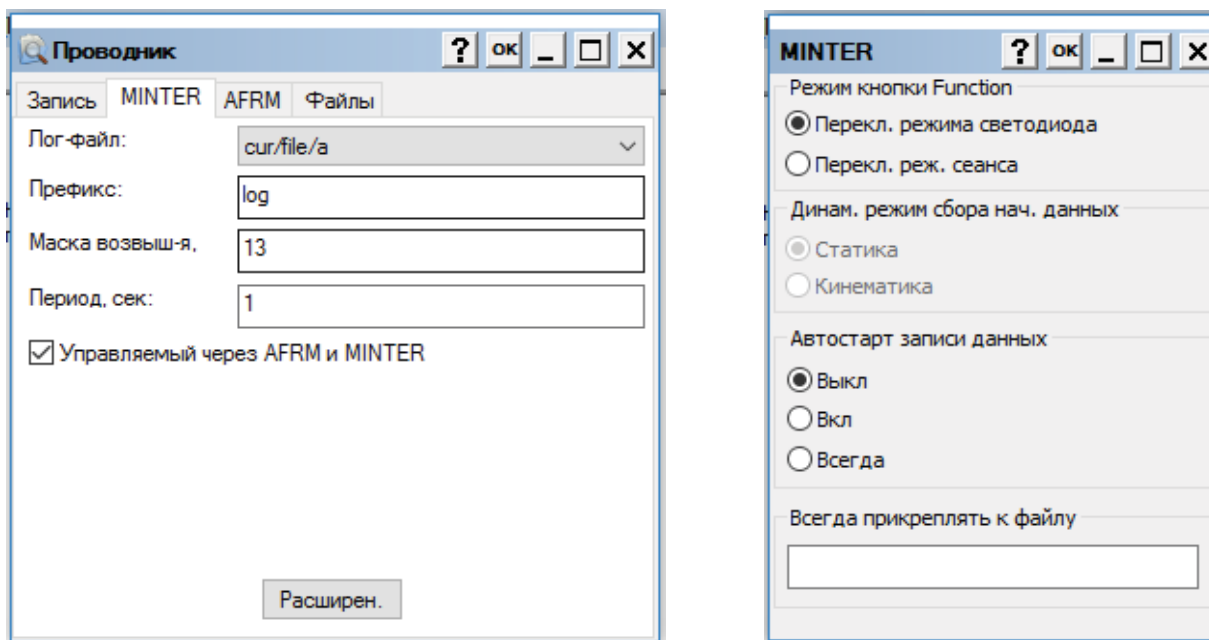 Проводник
? ок
Запись MINTER AFRM Файлы
Лог-файл:
cur/file/a
Префикс:
log
Маска возвыш-я,
13
Период, сек:
1
Управляемый через AFRM и MINTER
Расширен.
MINTER
? ок
Режим кнопки Function
Перекл. режима светодиода
Перекл. реж. сеанса
Динам. режим сбора нач. данных
Статика
Кинематика
Автостарт записи данных
Выкл
Вкл
Всегда
Всегда прикреплять к файлу